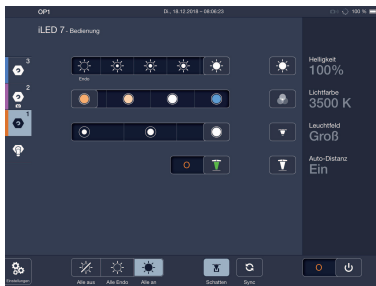 OP1
Di., 18.12.2018 – 08:08:23
100 %
iLED 7 - Bedienung
3
2
1
Endo
Helligkeit
100%
Lichtfarbe
3500 K
Leuchtfeld
Groß
Auto-Distanz
Ein
Einstellungen
Alle aus
Alle Endo
Alle an
Schatten
Sync